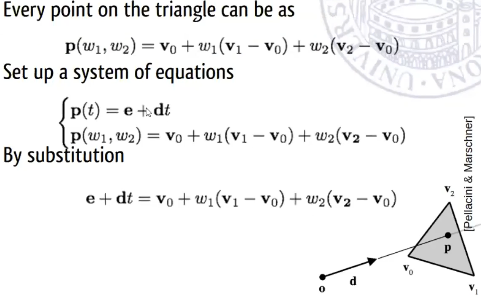 Every point on the triangle can be as
p(w₁, w₂) = v₀ + w₁(v₁ − v₀) + w₂(v₂ − v₀)
Set up a system of equations
p(t) = e + dt
p(w₁, w₂) = v₀ + w₁(v₁ − v₀) + w₂(v₂ − v₀)
By substitution
e + dt = v₀ + w₁(v₁ − v₀) + w₂(v₂ − v₀)
[Pellacini & Marschner]
v₂
p
v₀
d
o
v₁